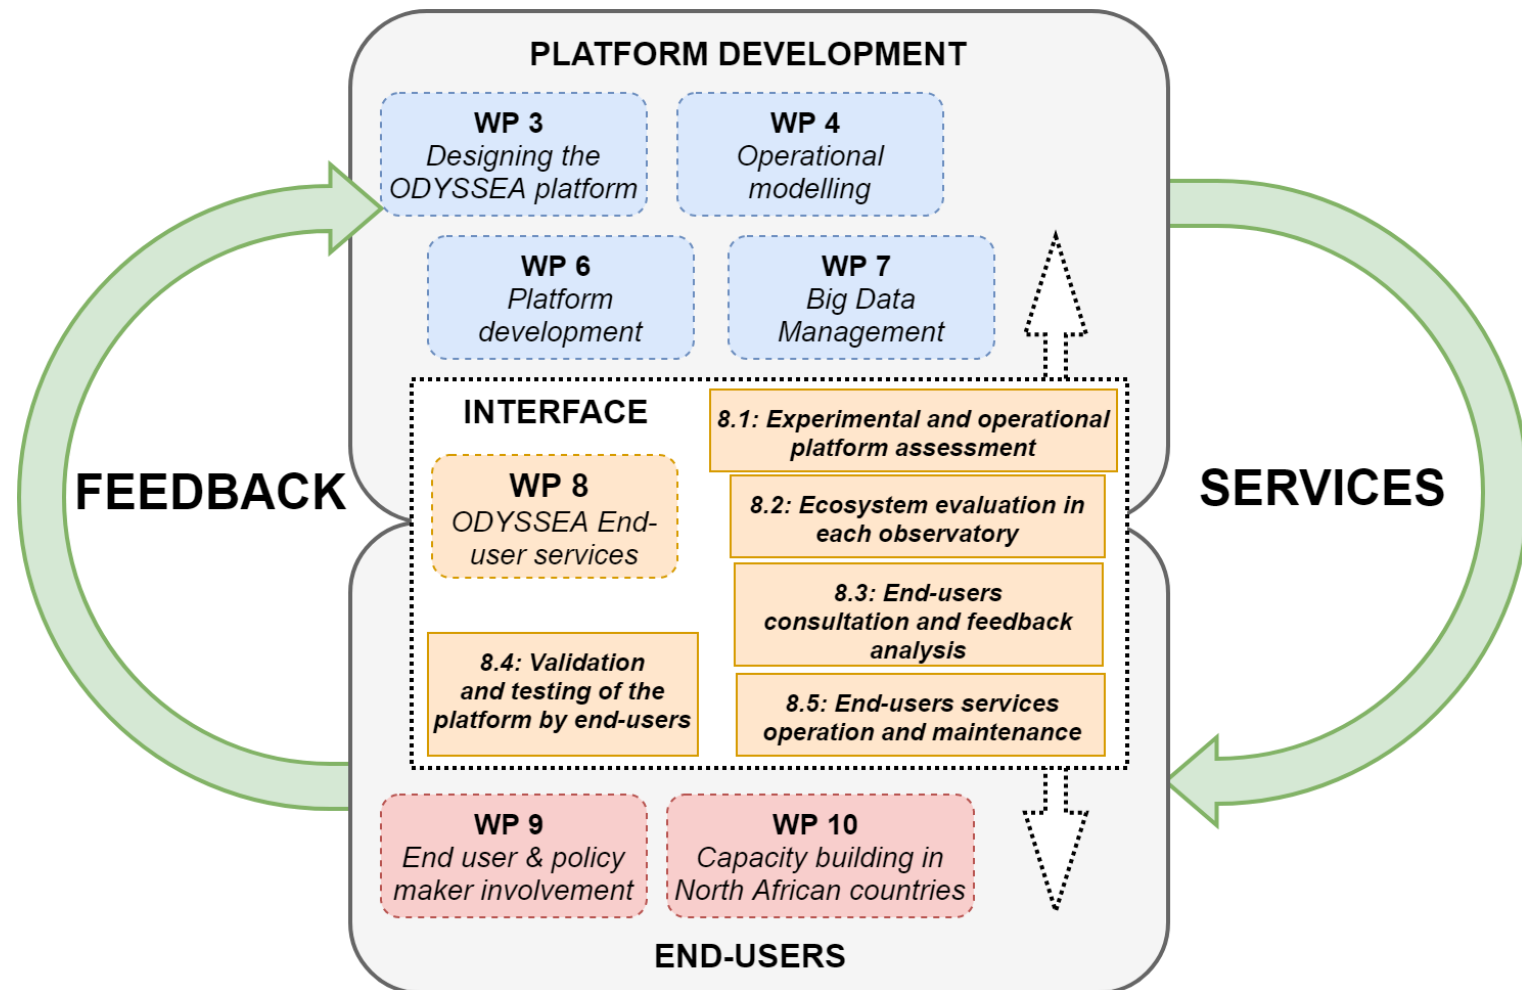 PLATFORM DEVELOPMENT
WP 3
Designing the
ODYSSEA platform
WP 4
Operational
modelling
WP 6
Platform
development
WP 7
Big Data
Management
INTERFACE
8.1: Experimental and operational
platform assessment
FEEDBACK
WP 8
ODYSSEA End-
user services
8.2: Ecosystem evaluation in
each observatory
SERVICES
8.3: End-users
consultation and feedback
analysis
8.4: Validation
and testing of the
platform by end-users
8.5: End-users services
operation and maintenance
WP 9
End user & policy
maker involvement
WP 10
Capacity building in
North African countries
END-USERS